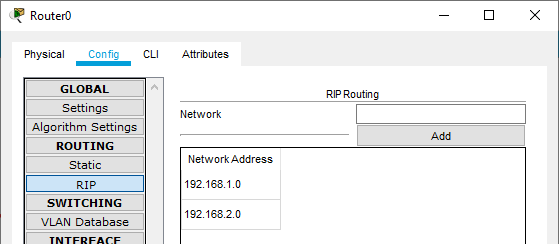 Router0
Physical Config CLI Attributes
GLOBAL
Settings
Algorithm Settings
ROUTING
Static
RIP
SWITCHING
VLAN Database
INTERFACE
RIP Routing
Network
Add
Network Address
192.168.1.0
192.168.2.0